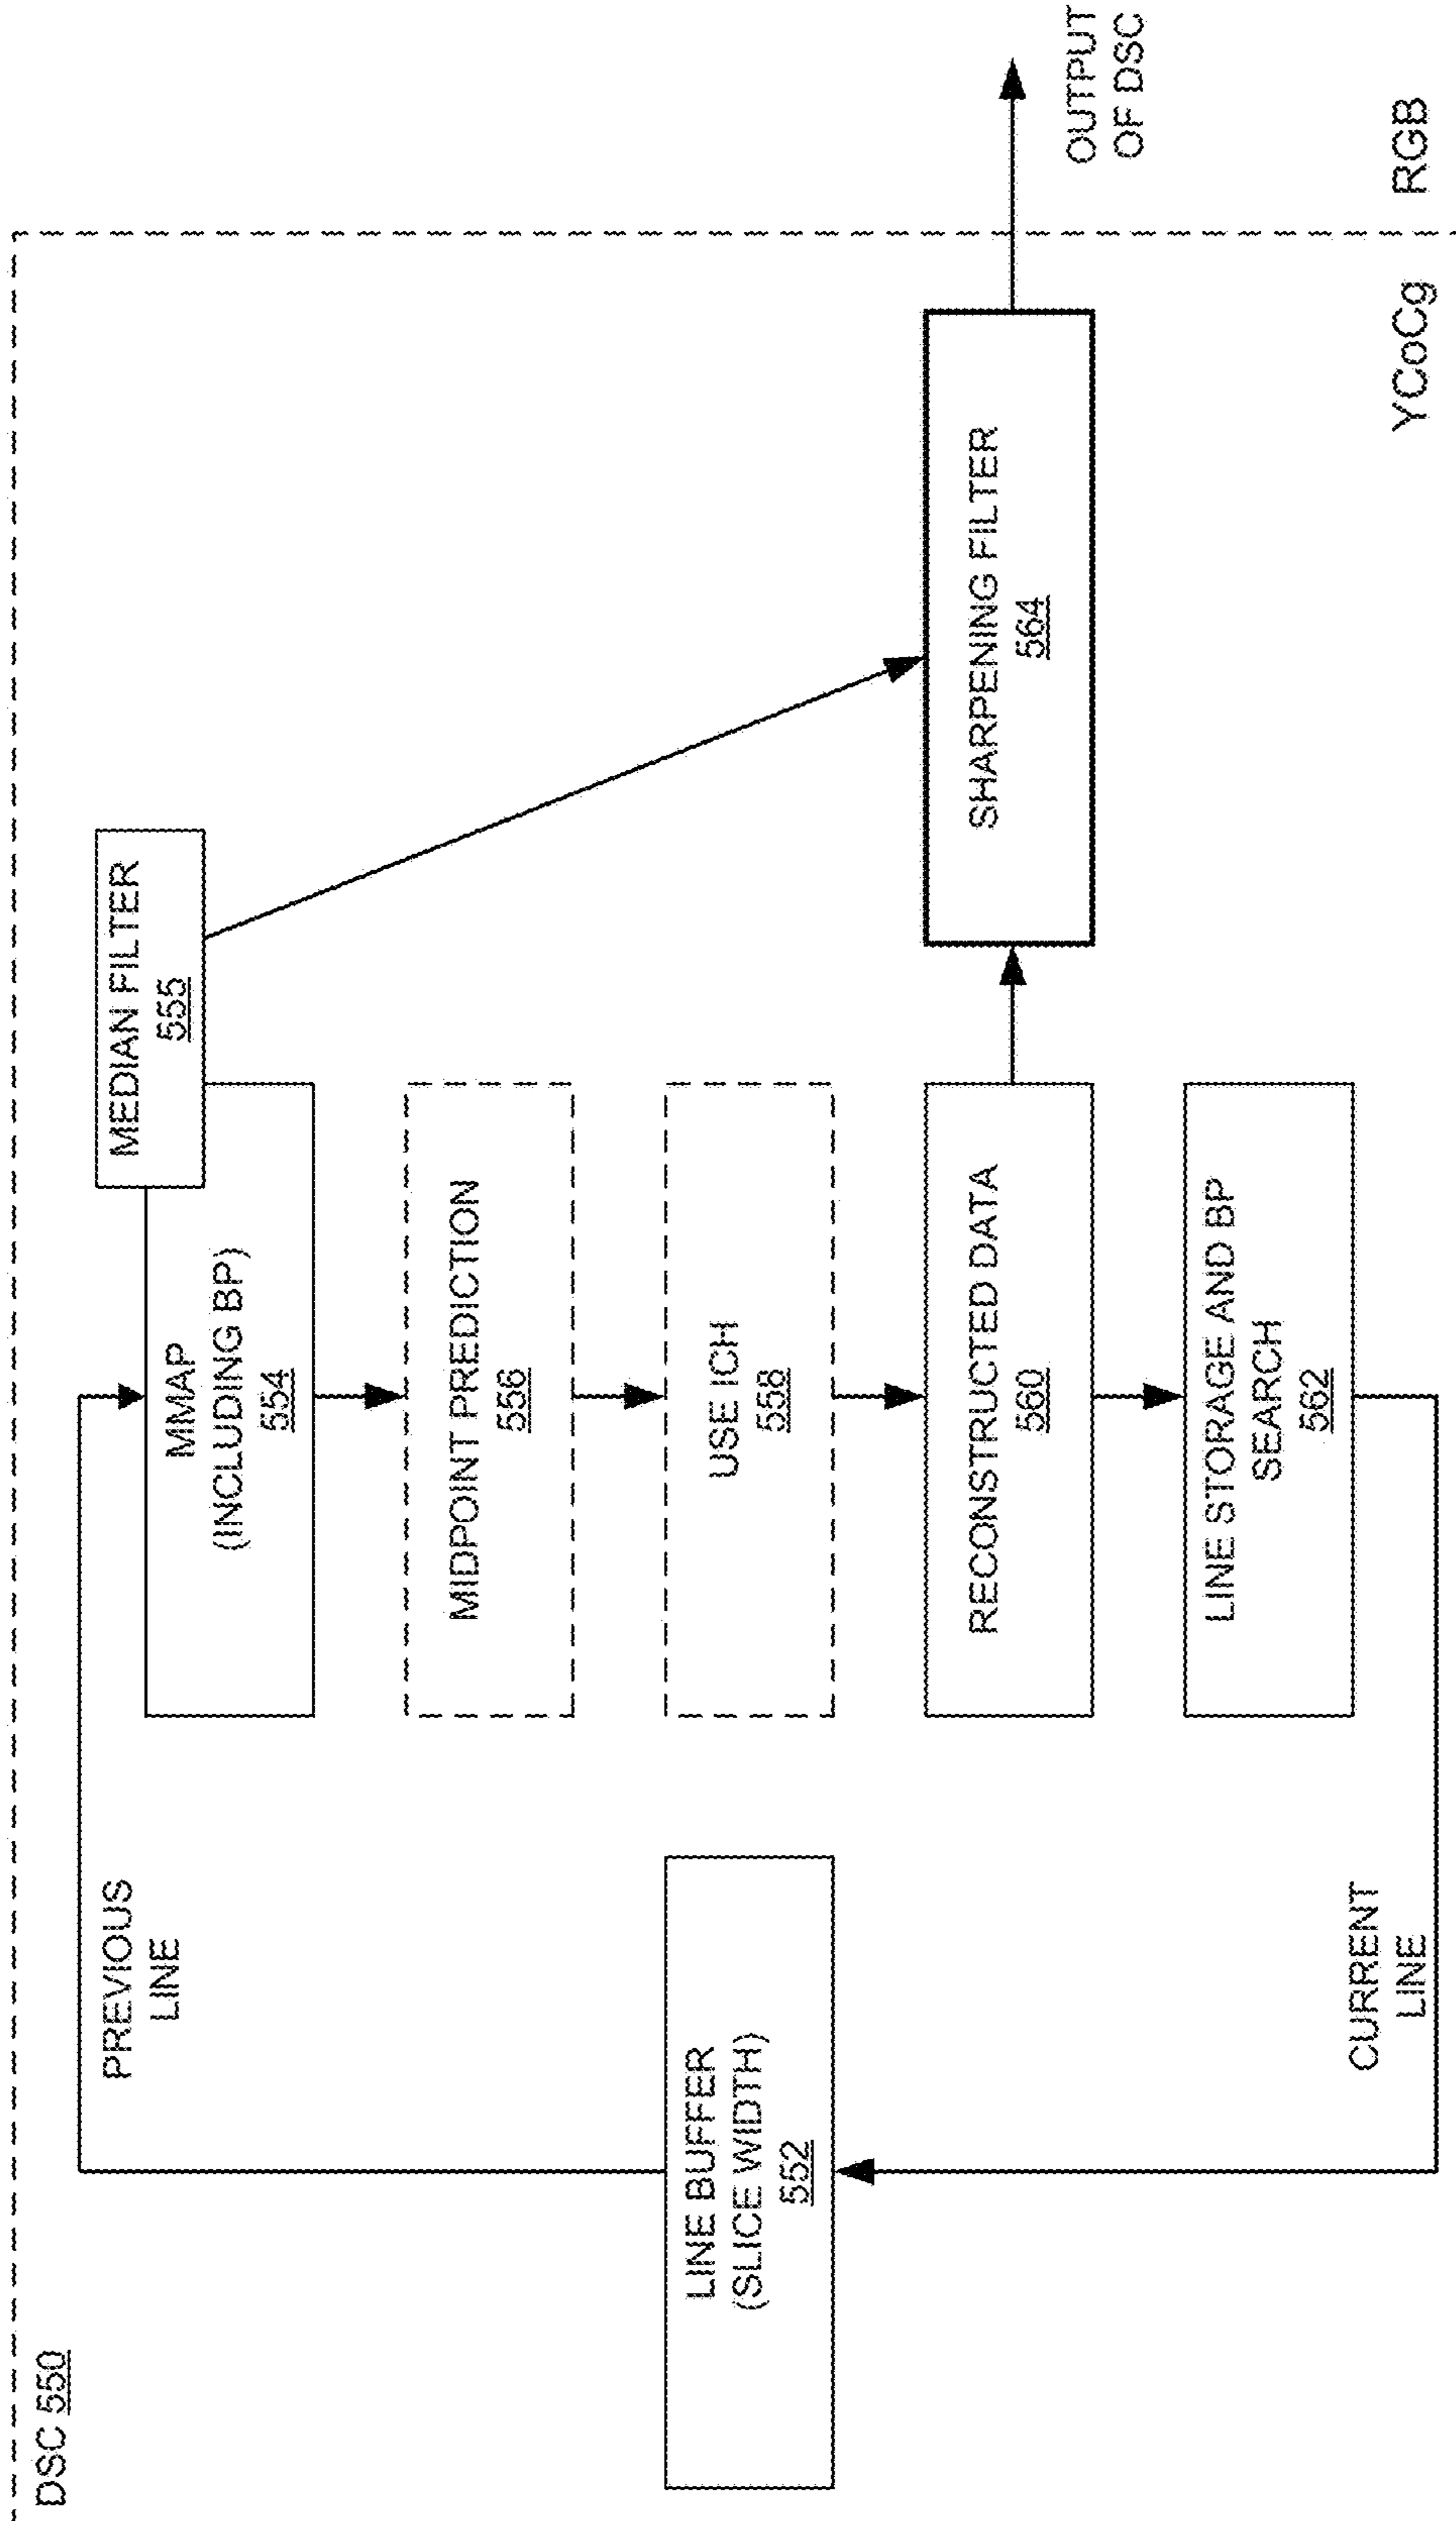 DSC 550
PREVIOUS
LINE
MEDIAN FILTER
555
MMAP
(INCLUDING BP)
554
MIDPOINT PREDICTION
556
LINE BUFFER
(SLICE WIDTH)
552
USE ICH
558
RECONSTRUCTED DATA
560
SHARPENING FILTER
564
OUTPUT
OF DSC
LINE STORAGE AND BP
SEARCH
562
CURRENT
LINE
YCoCg
RGB